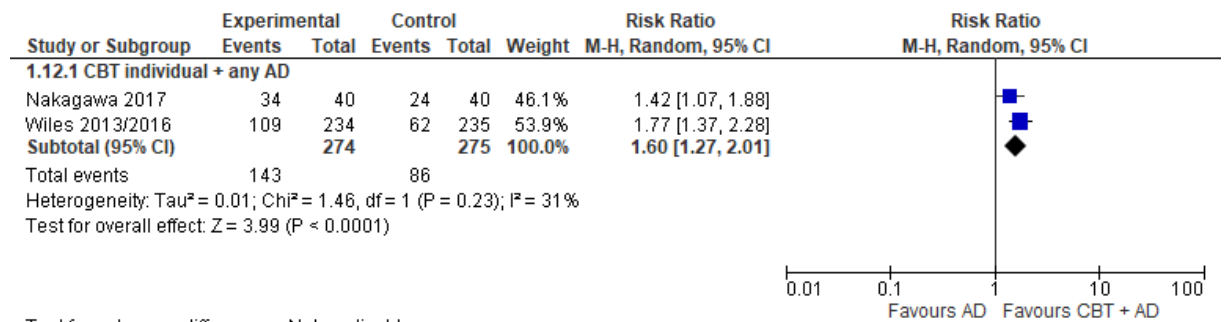 Experimental Control Risk Ratio Risk Ratio
Study or Subgroup Events Total Events Total Weight M-H, Random, 95% CI M-H, Random, 95% CI
1.12.1 CBT individual + any AD
Nakagawa 2017 34 40 24 40 46.1% 1.42 [1.07, 1.88]
Wiles 2013/2016 109 234 62 235 53.9% 1.77 [1.37, 2.28]
Subtotal (95% CI) 274 275 100.0% 1.60 [1.27, 2.01]
Total events 143 86
Heterogeneity: Tau² = 0.01; Chi² = 1.46, df = 1 (P = 0.23); I² = 31%
Test for overall effect: Z = 3.99 (P < 0.0001)
0.01 0.1 1 10 100
Favours AD Favours CBT + AD